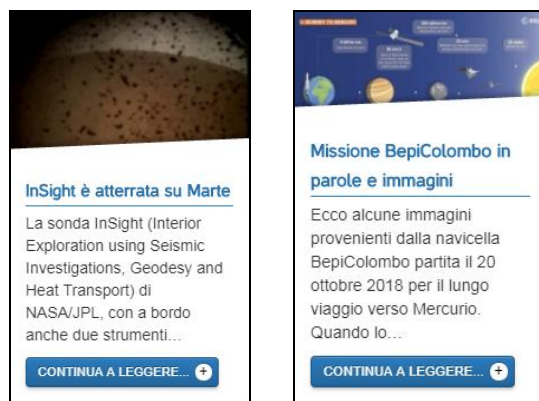 InSight è atterrata su Marte
La sonda InSight (Interior
Exploration using Seismic
Investigations, Geodesy and
Heat Transport) di
NASA/JPL, con a bordo
anche due strumenti…
CONTINUA A LEGGERE...
Missione BepiColombo in
parole e immagini
Ecco alcune immagini
provenienti dalla navicella
BepiColombo partita il 20
ottobre 2018 per il lungo
viaggio verso Mercurio.
Quando lo…
CONTINUA A LEGGERE...